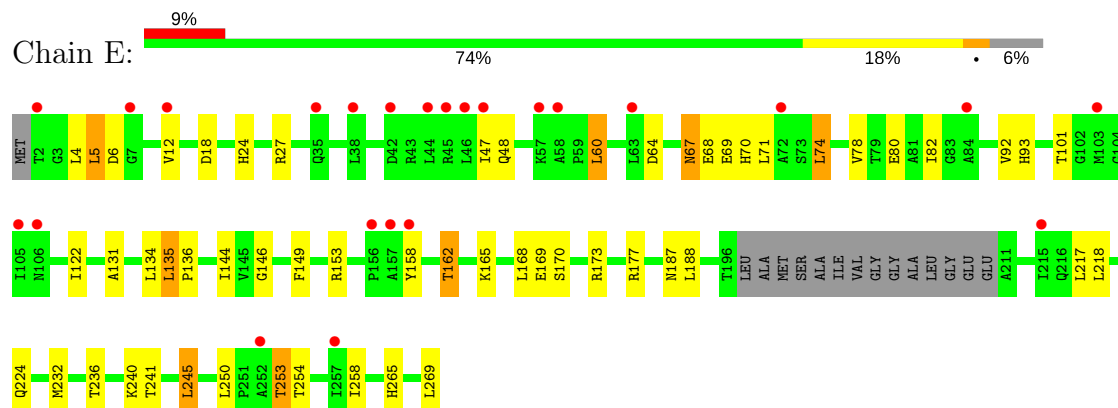 9%
Chain E:
74% 18% • 6%
MET T2 G3 L4 L5 D6 G7 V12 D18 H24 R27 Q35 L38 D42 R43 L44 R45 L46 I47 Q48 K57 A58 P59 L60 L63 D64 N67 E68 E69 H70 L71 A72 S73 L74 V78 T79 E80 A81 I82 G83 A84 V92 H93 T101 G102 M103 G104
I105 N106 I122 A131 L134 L135 P136 I144 V145 G146 F149 R153 P156 A157 Y158 T162 K165 L168 E169 S170 R173 R177 N187 L188 T196 LEU ALA MET SER ALA ILE VAL GLY GLY ALA LEU GLY GLU GLU A211 I215 Q216 L217 L218
Q224 M232 T236 K240 T241 L245 L250 P251 A252 T253 T254 I257 I258 H265 L269